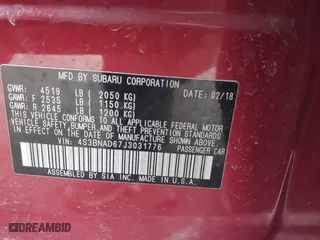 MFD BY SUBARU CORPORATION
GVWR: 4519 LB ( 2050 KG) DATE: 02/18
GAWR: F 2535 LB ( 1150 KG)
GAWR: R 2645 LB ( 1200 KG)
THIS VEHICLE CONFORMS TO ALL APPLICABLE FEDERAL MOTOR
VEHICLE SAFETY, BUMPER, AND THEFT PREVENTION STANDARDS
IN EFFECT ON THE DATE OF MANUFACTURE SHOWN ABOVE.
VIN: 4S3BNAD67J3031776 PASSENGER CAR
ASSEMBLED BY SIA MADE IN U.S.A.
DREAMBID